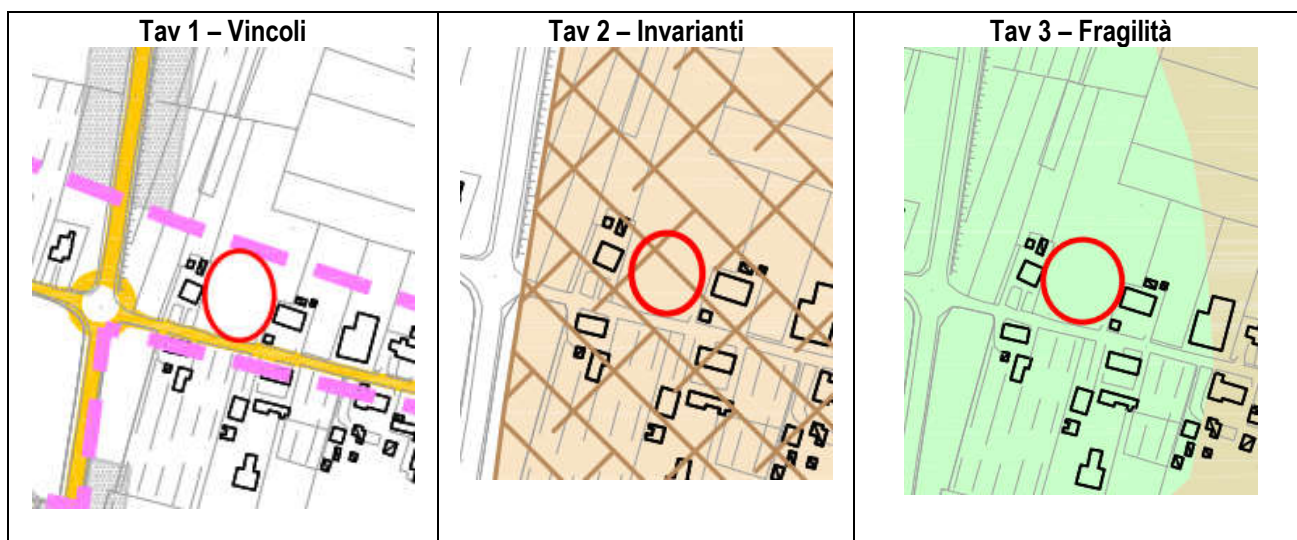 Tav 1 – Vincoli
Tav 2 – Invarianti
Tav 3 – Fragilità